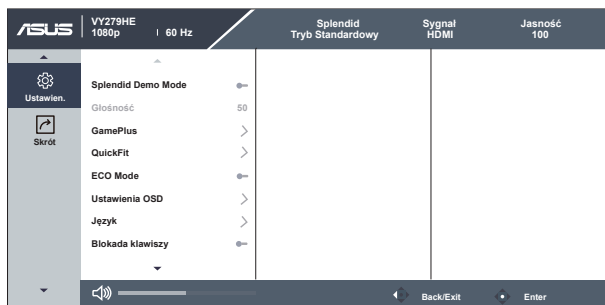 ASUS
VY279HE
1080p 60 Hz
Splendid
Tryb Standardowy
Sygnał
HDMI
Jasność
100
Ustawien.
Skrót
Splendid Demo Mode
Głośność 50
GamePlus
QuickFit
ECO Mode
Ustawienia OSD
Język
Blokada klawiszy
Back/Exit
Enter